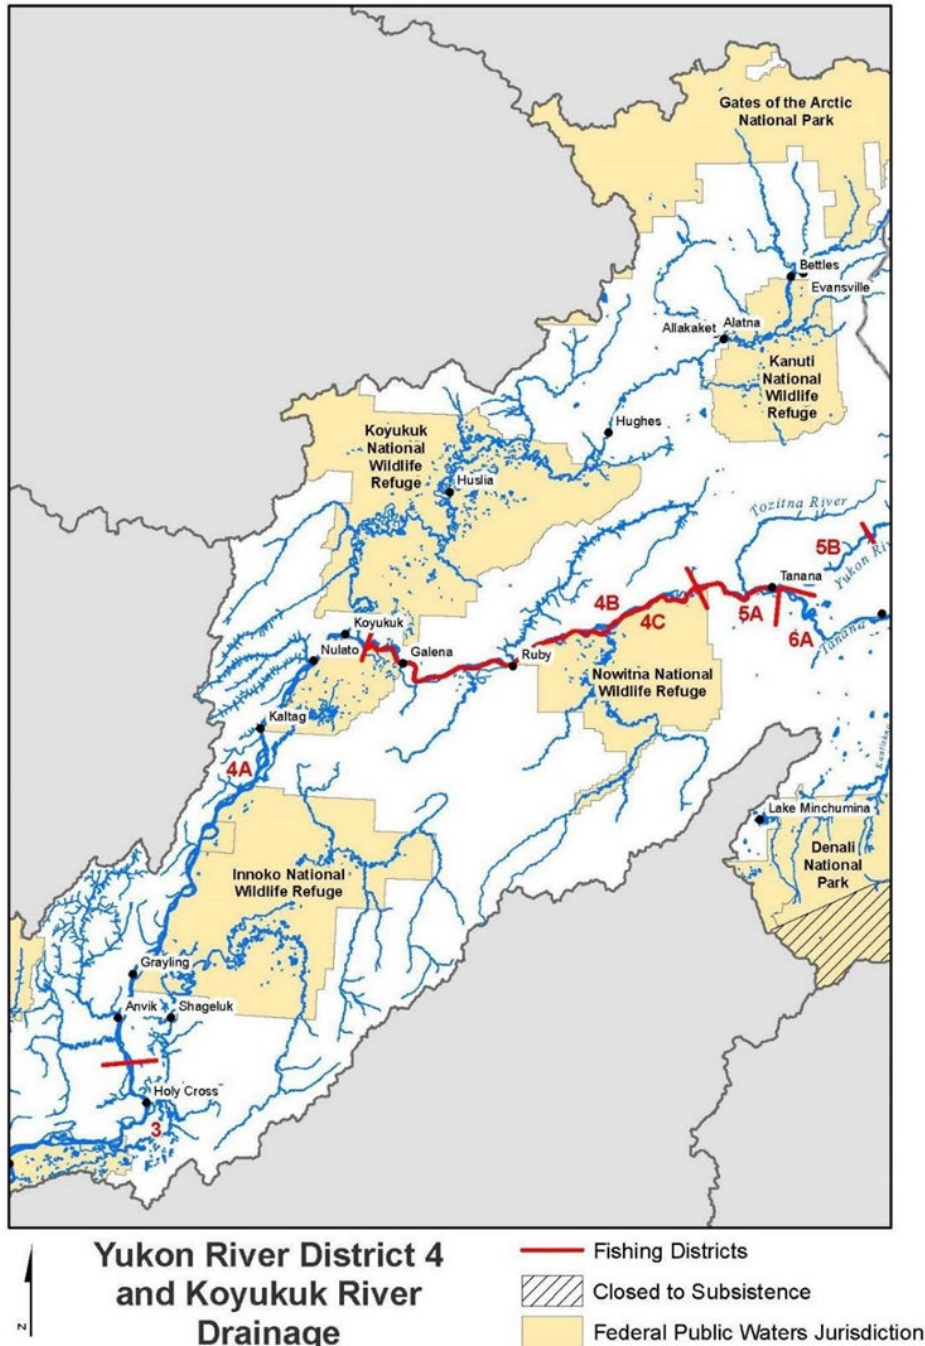 Gates of the Arctic
National Park
Bettles
Evansville
Allakaket
Alatna
Kanuti
National
Wildlife
Refuge
Hughes
Koyukuk
National
Wildlife
Refuge
Huslia
Tozitna River
5B
Yukon
Tanana
4B
4C
5A
6A
Tanana
Koyukuk
Nulato
Galena
Ruby
Nowitna National
Wildlife Refuge
Kaltag
4A
Lake Minchumina
Denali
National
Park
Innoko National
Wildlife Refuge
Grayling
Anvik
Shageluk
Holy Cross
3
Yukon River District 4
and Koyukuk River
Drainage
N
Fishing Districts
Closed to Subsistence
Federal Public Waters Jurisdiction